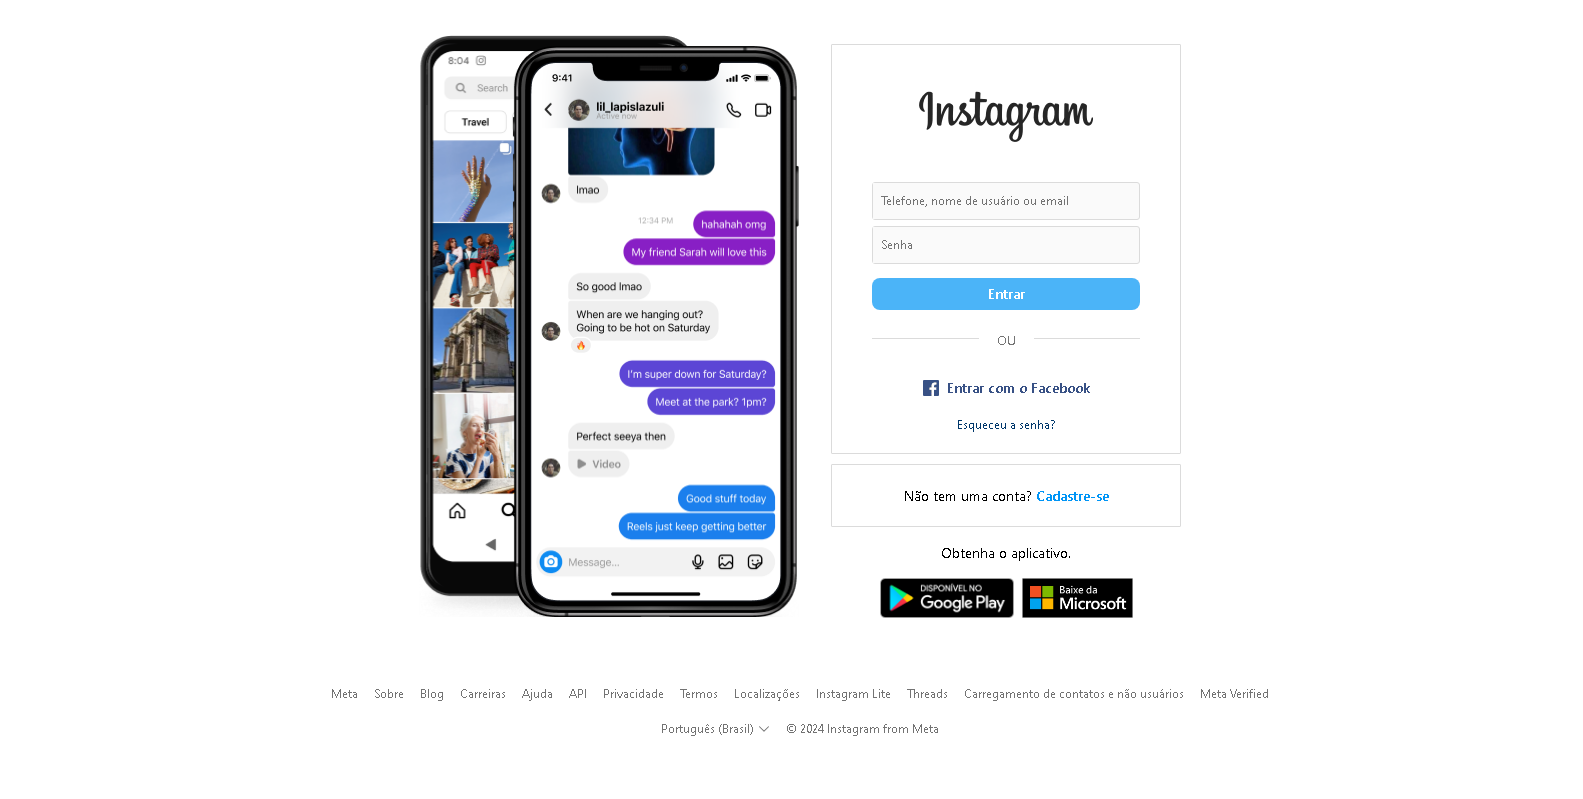 8:04
Search
Travel
9:41
lil_lapislazuli
Active now
lmao
12:34 PM
hahahah omg
My friend Sarah will love this
So good lmao
When are we hanging out?
Going to be hot on Saturday
I'm super down for Saturday?
Meet at the park? 1pm?
Perfect seeya then
Video
Good stuff today
Reels just keep getting better
Message...
Instagram
Telefone, nome de usuário ou email
Senha
Entrar
OU
Entrar com o Facebook
Esqueceu a senha?
Não tem uma conta? Cadastre-se
Obtenha o aplicativo.
DISPONÍVEL NO
Google Play
Baixe da
Microsoft
Meta Sobre Blog Carreiras Ajuda API Privacidade Termos Localizações Instagram Lite Threads Carregamento de contatos e não usuários Meta Verified
Português (Brasil) © 2024 Instagram from Meta